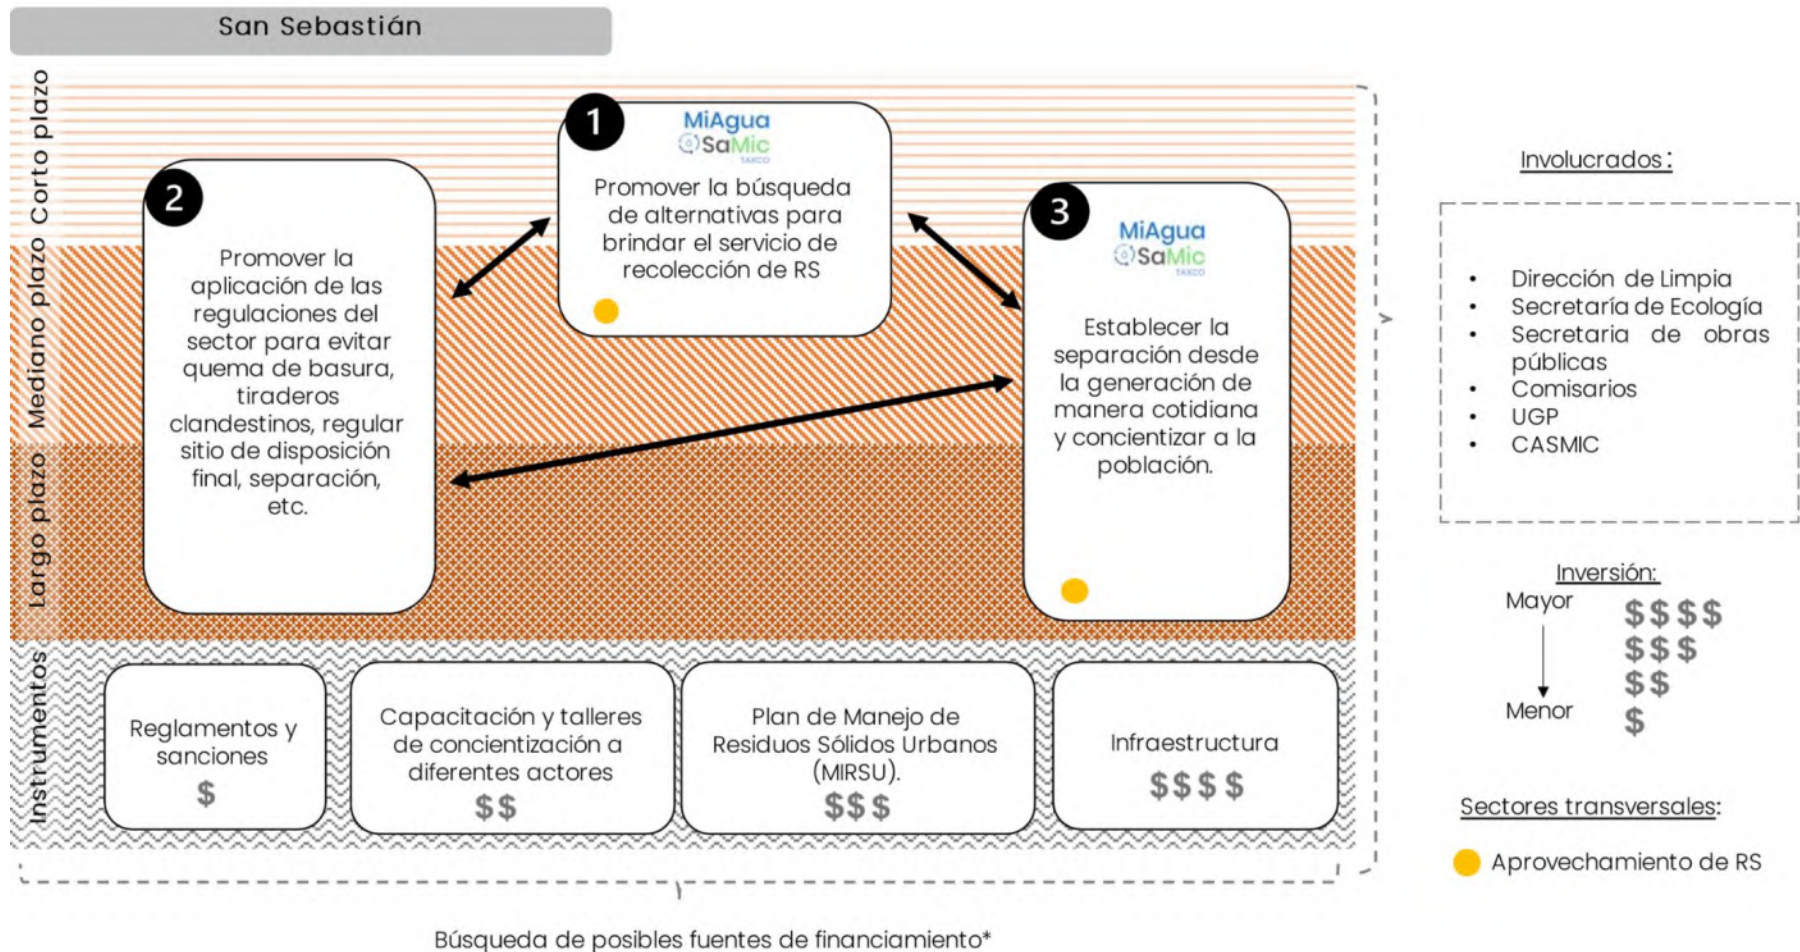 San Sebastián
Corto plazo
Mediano plazo
Largo plazo
Instrumentos
1
MiAgua
SaMic
TAXCO
Promover la búsqueda
de alternativas para
brindar el servicio de
recolección de RS
2
Promover la
aplicación de las
regulaciones del
sector para evitar
quema de basura,
tiraderos
clandestinos, regular
sitio de disposición
final, separación,
etc.
3
MiAgua
SaMic
TAXCO
Establecer la
separación desde
la generación de
manera cotidiana
y concientizar a la
población.
Reglamentos y
sanciones
$
Capacitación y talleres
de concientización a
diferentes actores
$$
Plan de Manejo de
Residuos Sólidos Urbanos
(MIRSU).
$$$
Infraestructura
$$$$
Búsqueda de posibles fuentes de financiamiento*
Involucrados:
• Dirección de Limpia
• Secretaría de Ecología
• Secretaria de obras
públicas
• Comisarios
• UGP
• CASMIC
Inversión:
Mayor $$$$
$$$
$$
Menor $
Sectores transversales:
Aprovechamiento de RS